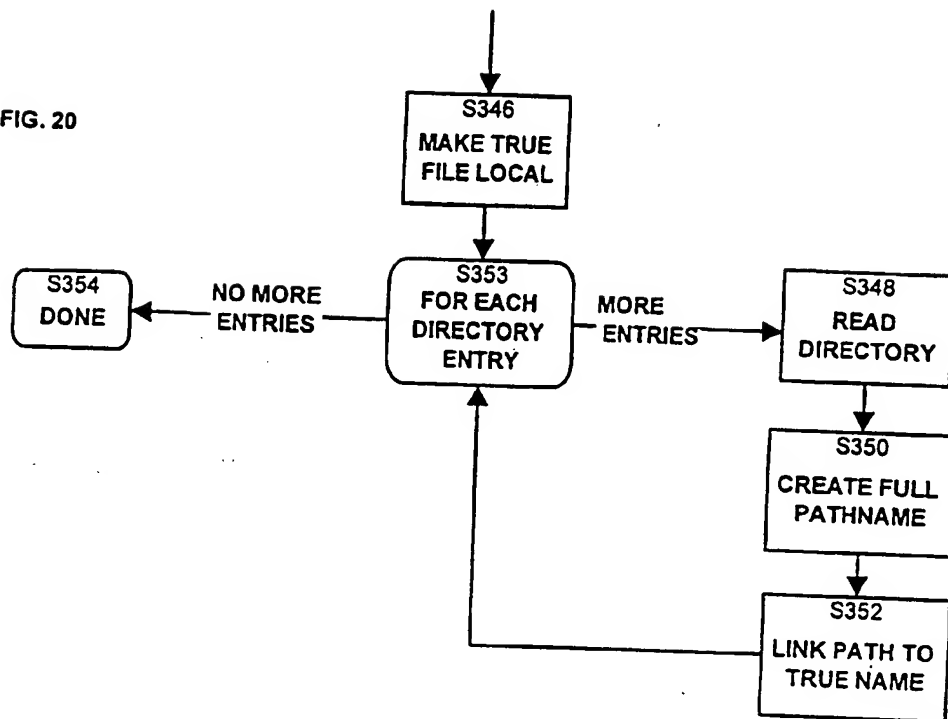 FIG. 20
S346
MAKE TRUE
FILE LOCAL
S353
FOR EACH
DIRECTORY
ENTRY
NO MORE
ENTRIES
S354
DONE
MORE
ENTRIES
S348
READ
DIRECTORY
S350
CREATE FULL
PATHNAME
S352
LINK PATH TO
TRUE NAME